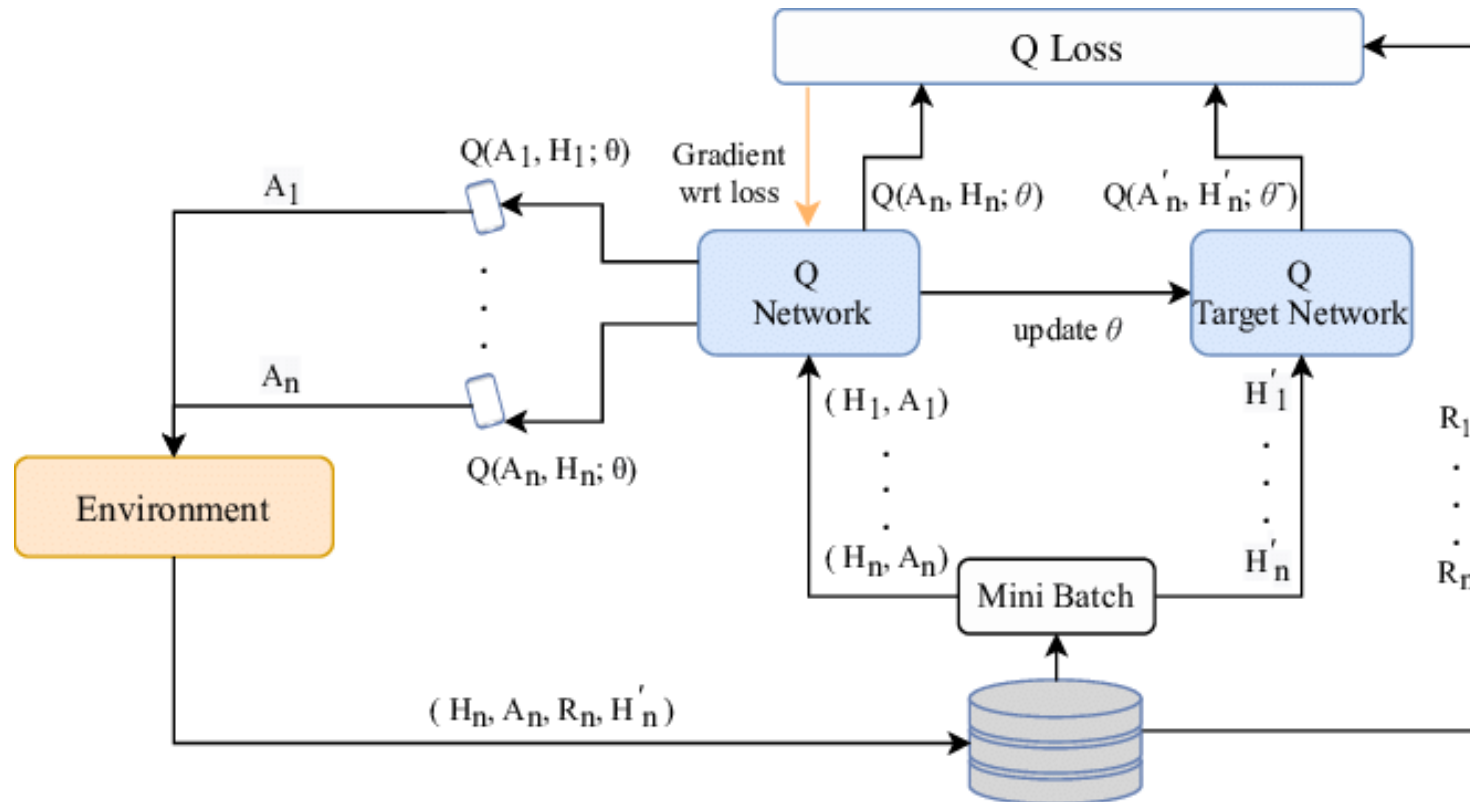 Q Loss
Q(A1, H1; θ)
Gradient
wrt loss
A1
Q(An, Hn; θ)
Q(A'n, H'n; θ-)
Q
Network
Q
Target Network
update θ
An
(H1, A1)
H'1
R1
Q(An, Hn; θ)
Environment
(Hn, An)
H'n
Rn
Mini Batch
(Hn, An, Rn, H'n)